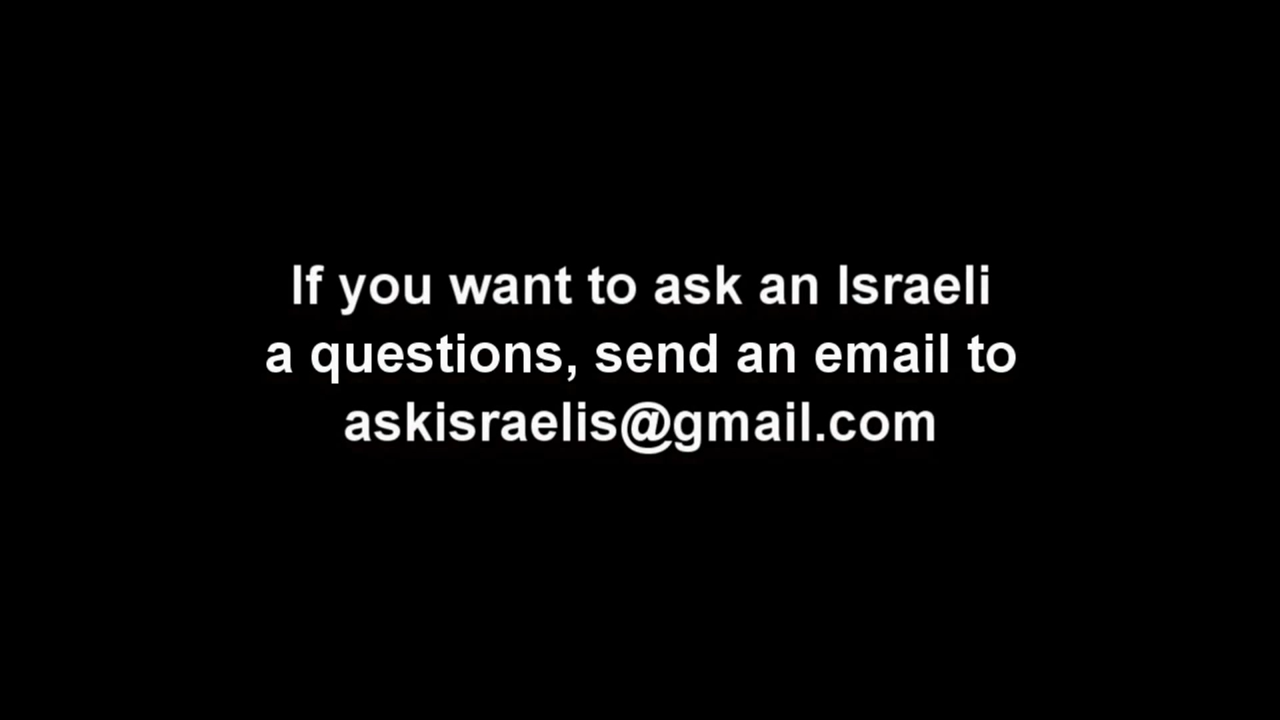 If you want to ask an Israeli
a questions, send an email to
askisraelis@gmail.com